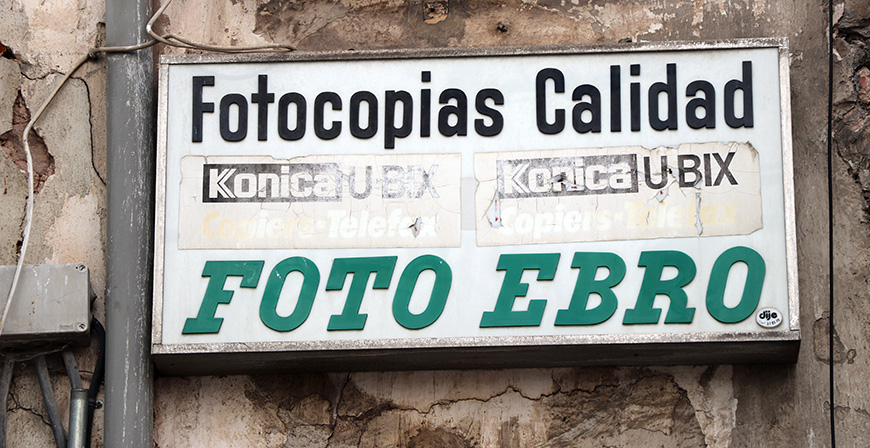 Fotocopias Calidad
Konica U-BIX Konica U-BIX
Copiers·Telefax Copiers·Telefax
FOTO EBRO
dije